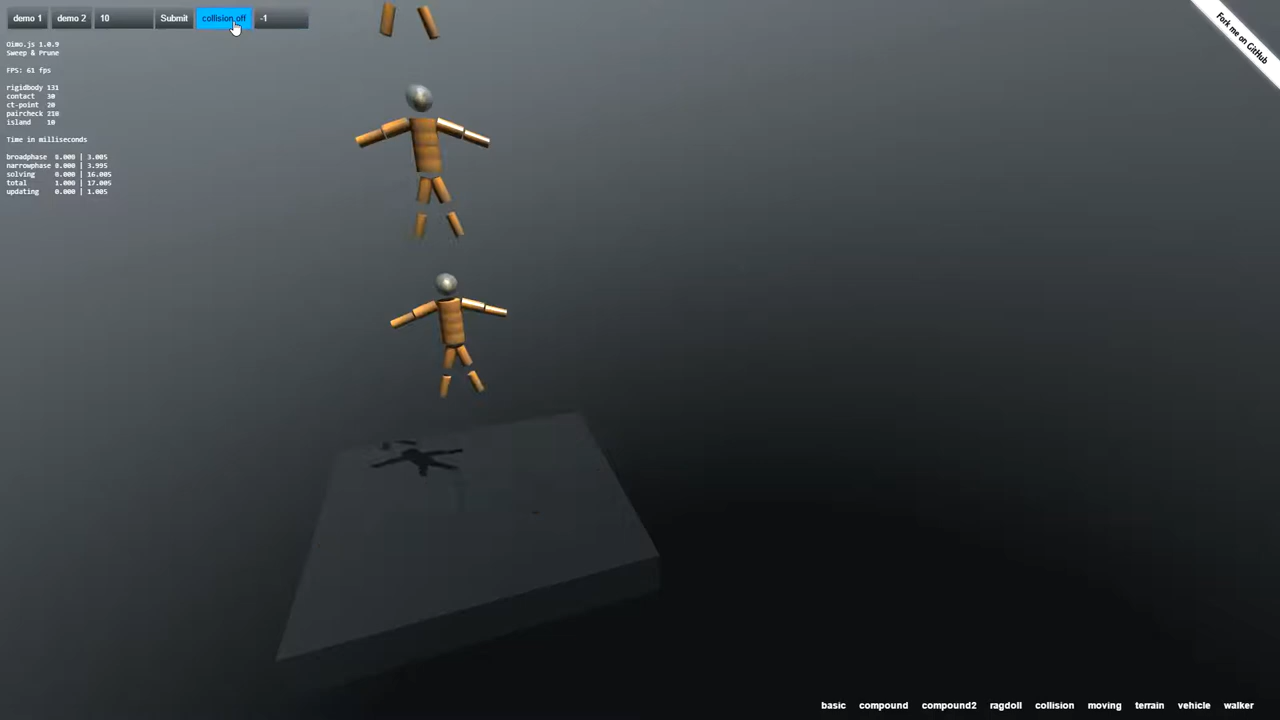 demo 1 demo 2 10 Submit collision off -1
Fork me on GitHub
Oimo.js 1.0.9
Sweep & Prune
FPS: 61 fps
rigidbody 131
contact 30
ct-point 20
paircheck 210
island 10
Time in milliseconds
broadphase 0.000 | 3.005
narrowphase 0.000 | 3.995
solving 0.000 | 16.005
total 1.000 | 17.005
updating 0.000 | 1.005
basic compound compound2 ragdoll collision moving terrain vehicle walker